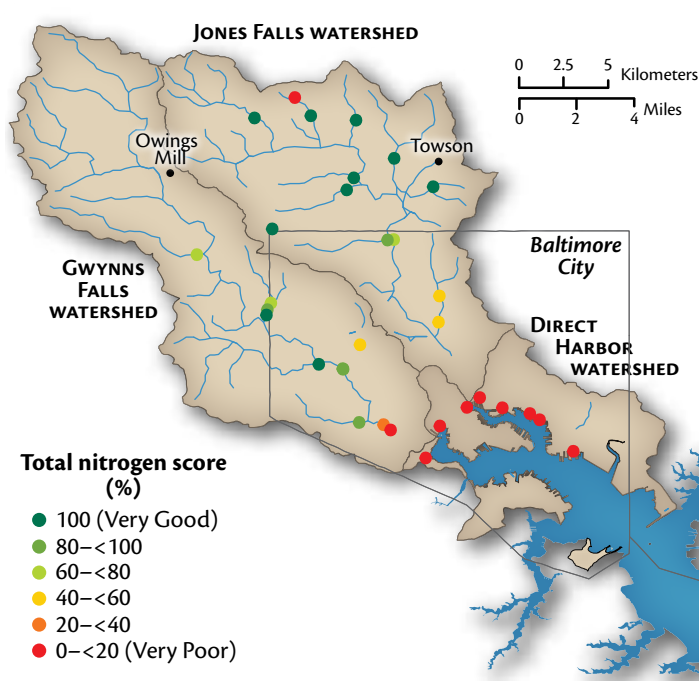 JONES FALLS WATERSHED
0 2.5 5 Kilometers
0 2 4 Miles
Owings
Mill
Towson
Baltimore
City
GWYNNS
FALLS
WATERSHED
DIRECT
HARBOR
WATERSHED
Total nitrogen score
(%)
100 (Very Good)
80–<100
60–<80
40–<60
20–<40
0–<20 (Very Poor)